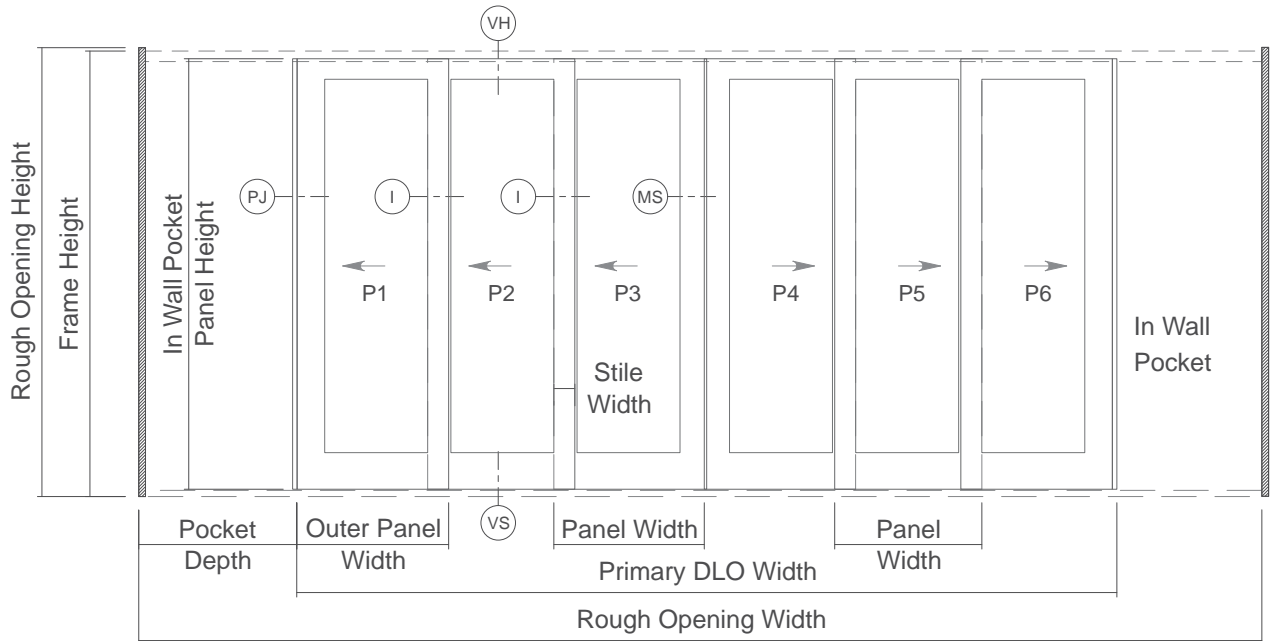 VH
Rough Opening Height
Frame Height
In Wall Pocket
Panel Height
PJ
I
I
MS
P1
P2
P3
P4
P5
P6
In Wall
Pocket
Stile
Width
VS
Pocket
Depth
Outer Panel
Width
Panel Width
Panel
Width
Primary DLO Width
Rough Opening Width